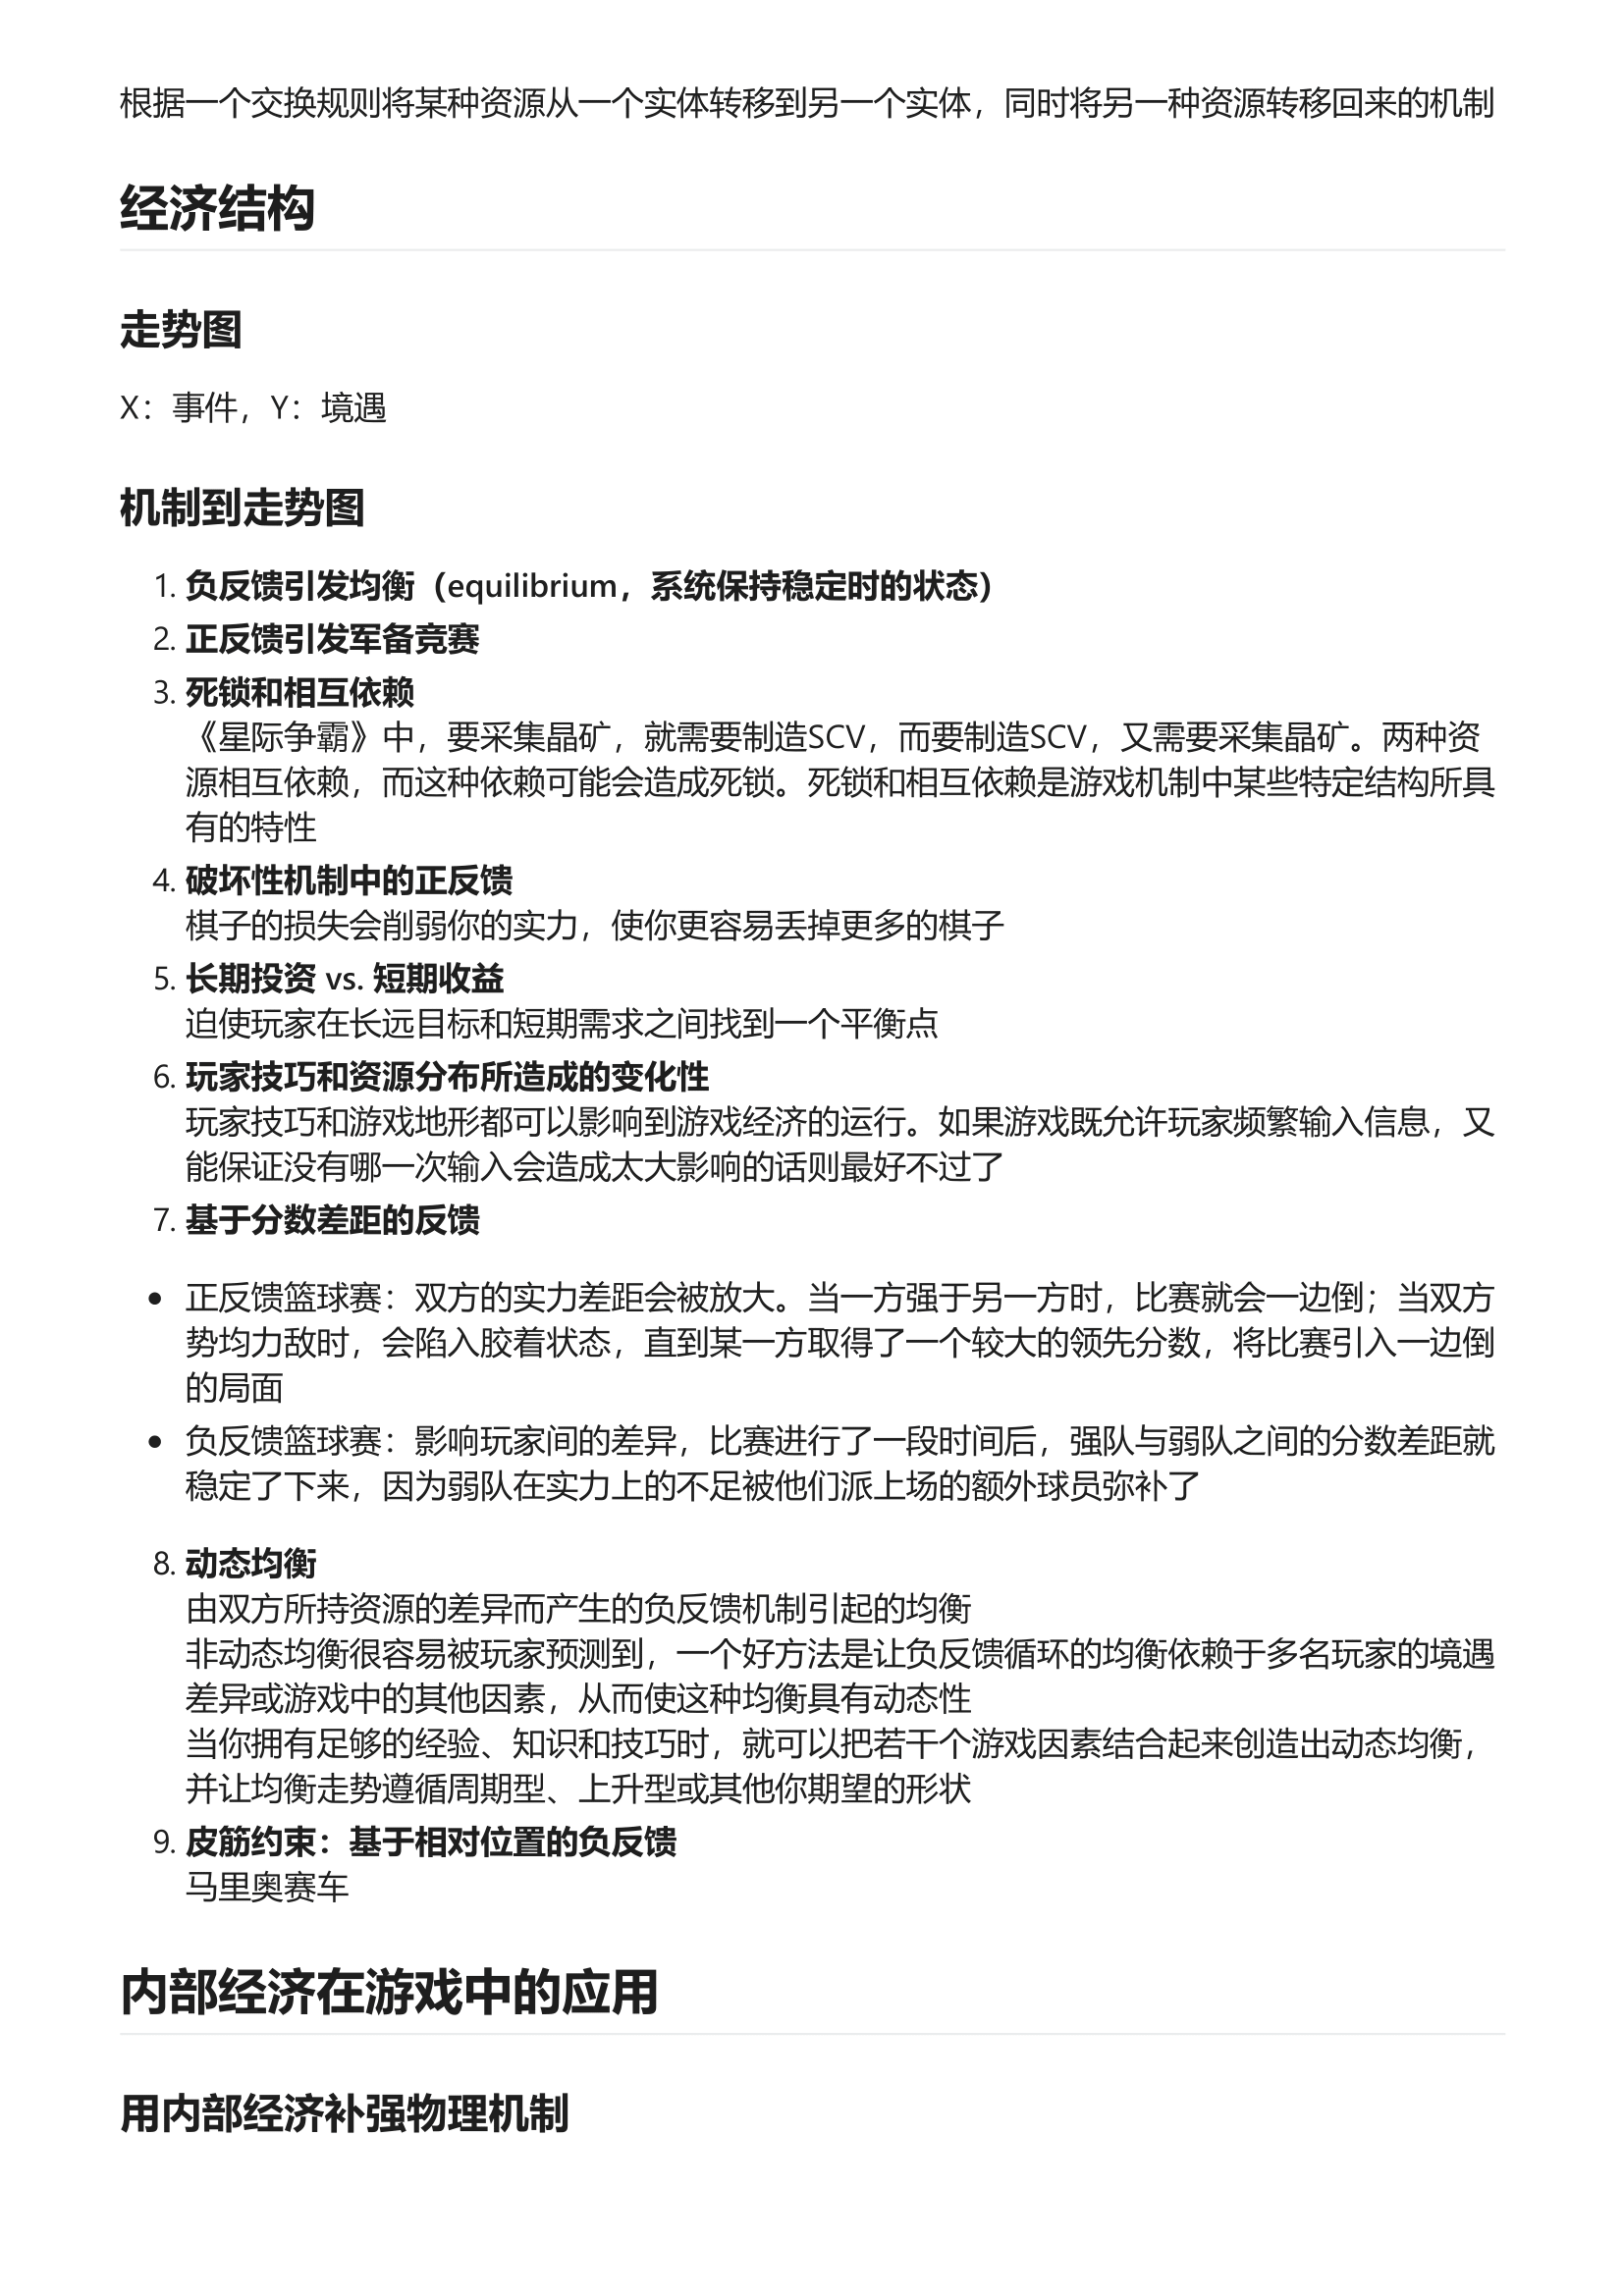 根据一个交换规则将某种资源从一个实体转移到另一个实体，同时将另一种资源转移回来的机制
经济结构
走势图
X：事件，Y：境遇
机制到走势图
1. 负反馈引发均衡（equilibrium，系统保持稳定时的状态）
2. 正反馈引发军备竞赛
3. 死锁和相互依赖
《星际争霸》中，要采集晶矿，就需要制造SCV，而要制造SCV，又需要采集晶矿。两种资
源相互依赖，而这种依赖可能会造成死锁。死锁和相互依赖是游戏机制中某些特定结构所具
有的特性
4. 破坏性机制中的正反馈
棋子的损失会削弱你的实力，使你更容易丢掉更多的棋子
5. 长期投资 vs. 短期收益
迫使玩家在长远目标和短期需求之间找到一个平衡点
6. 玩家技巧和资源分布所造成的变化性
玩家技巧和游戏地形都可以影响到游戏经济的运行。如果游戏既允许玩家频繁输入信息，又
能保证没有哪一次输入会造成太大影响的话则最好不过了
7. 基于分数差距的反馈
• 正反馈篮球赛：双方的实力差距会被放大。当一方强于另一方时，比赛就会一边倒；当双方
势均力敌时，会陷入胶着状态，直到某一方取得了一个较大的领先分数，将比赛引入一边倒
的局面
• 负反馈篮球赛：影响玩家间的差异，比赛进行了一段时间后，强队与弱队之间的分数差距就
稳定了下来，因为弱队在实力上的不足被他们派上场的额外球员弥补了
8. 动态均衡
由双方所持资源的差异而产生的负反馈机制引起的均衡
非动态均衡很容易被玩家预测到，一个好方法是让负反馈循环的均衡依赖于多名玩家的境遇
差异或游戏中的其他因素，从而使这种均衡具有动态性
当你拥有足够的经验、知识和技巧时，就可以把若干个游戏因素结合起来创造出动态均衡，
并让均衡走势遵循周期型、上升型或其他你期望的形状
9. 皮筋约束：基于相对位置的负反馈
马里奥赛车
内部经济在游戏中的应用
用内部经济补强物理机制